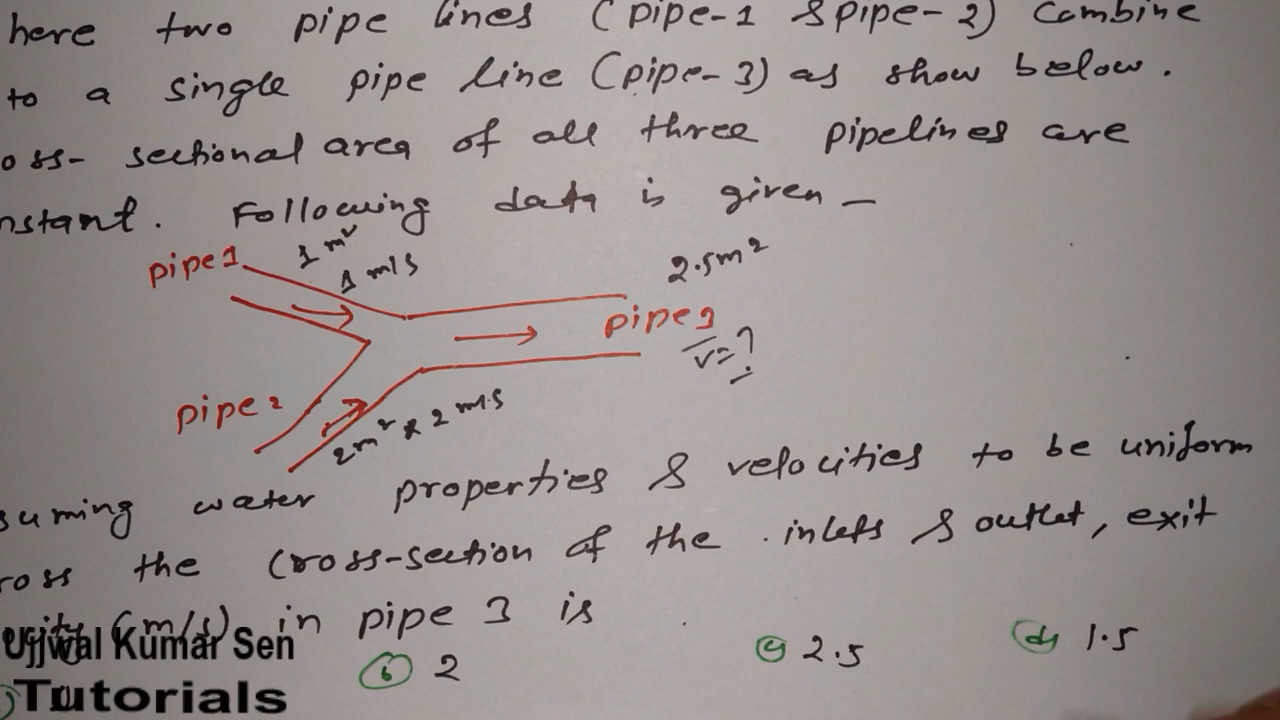 here two pipe lines (pipe-1 & pipe-2) combine
to a single pipe line (pipe-3) as show below.
oss-sectional area of all three pipelines are
nstant. Following data is given -
pipe 1
1 m²
1 m/s
2.5m²
pipe 3
v=?
pipe 2
2m² * 2 m/s
suming water properties & velocities to be uniform
ross the cross-section of the inlets & outlet, exit
(m/s) in pipe 3 is
Ujjwal Kumar Sen
Tutorials
(b) 2
(c) 2.5
(d) 1.5